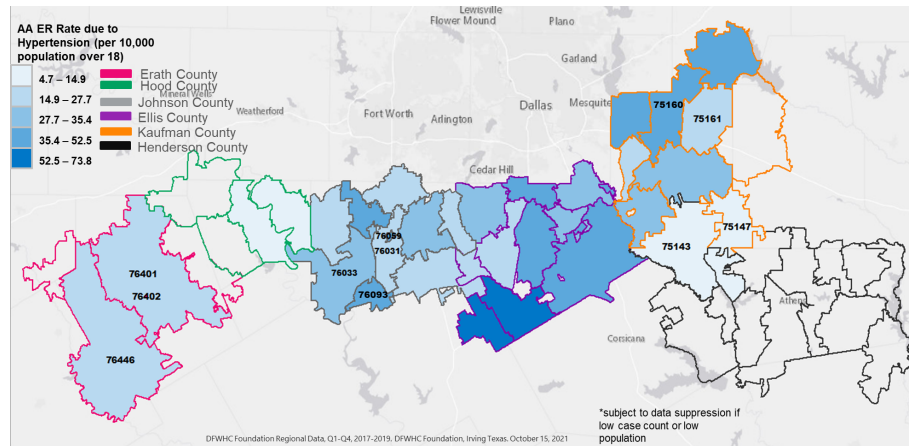 Lewisville
Flower Mound
Plano
AA ER Rate due to
Hypertension (per 10,000
population over 18)
4.7 – 14.9
14.9 – 27.7
27.7 – 35.4
35.4 – 52.5
52.5 – 73.8
Erath County
Hood County
Johnson County
Ellis County
Kaufman County
Henderson County
Mineral Wells
Weatherford
Fort Worth
Arlington
Dallas
Mesquite
Garland
Cedar Hill
75160
75161
75147
75143
76059
76031
76033
76093
76401
76402
76446
Athens
Corsicana
*subject to data suppression if
low case count or low
population
DFWHC Foundation Regional Data, Q1-Q4, 2017-2019. DFWHC Foundation, Irving Texas. October 15, 2021